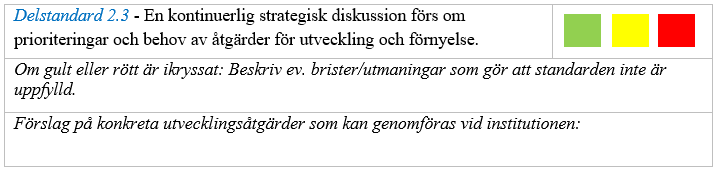 Delstandard 2.3 - En kontinuerlig strategisk diskussion förs om
prioriteringar och behov av åtgärder för utveckling och förnyelse.
Om gult eller rött är ikryssat: Beskriv ev. brister/utmaningar som gör att standarden inte är
uppfylld.
Förslag på konkreta utvecklingsåtgärder som kan genomföras vid institutionen: